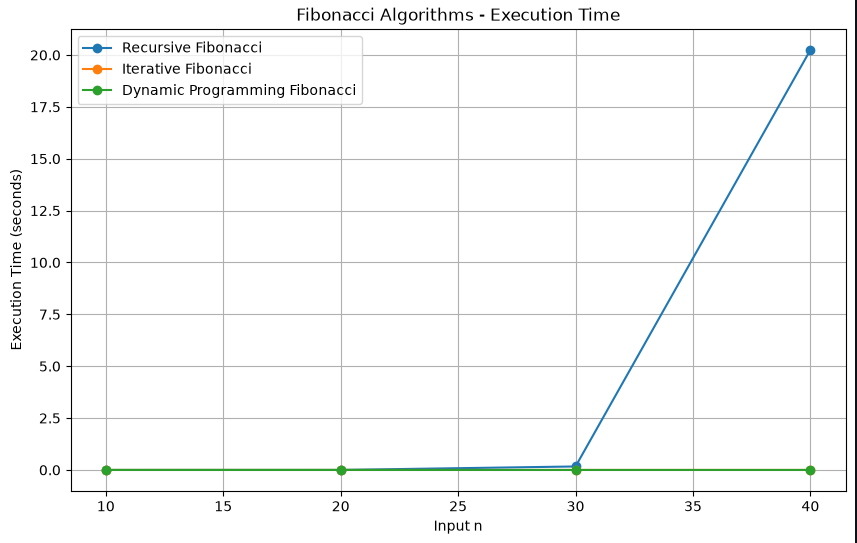 Fibonacci Algorithms - Execution Time
Recursive Fibonacci
Iterative Fibonacci
Dynamic Programming Fibonacci
Execution Time (seconds)
20.0
17.5
15.0
12.5
10.0
7.5
5.0
2.5
0.0
10 15 20 25 30 35 40
Input n